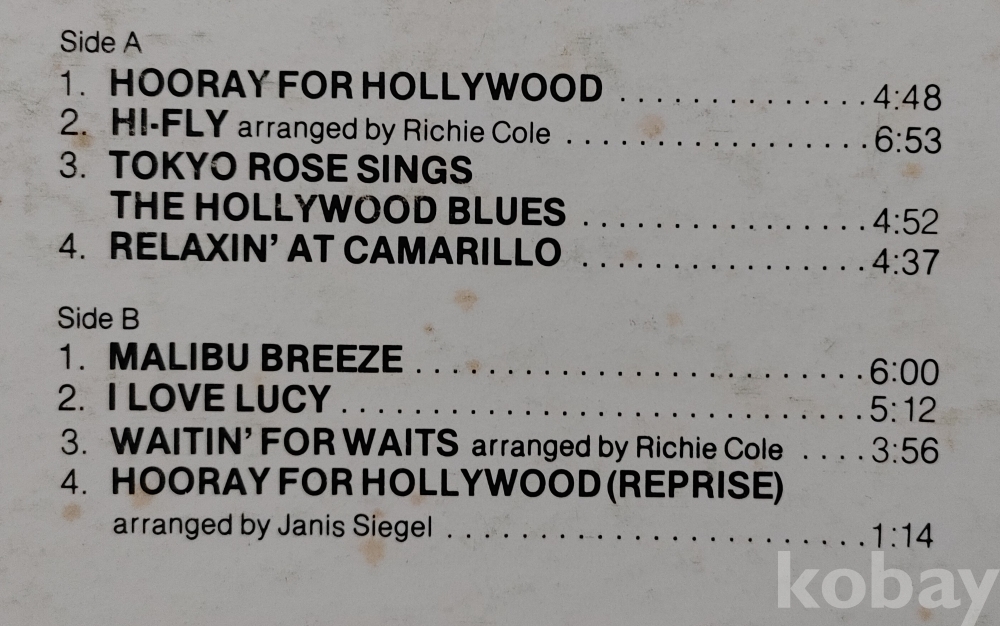 Side A
1. HOORAY FOR HOLLYWOOD ............... 4:48
2. HI-FLY arranged by Richie Cole .................. 6:53
3. TOKYO ROSE SINGS
THE HOLLYWOOD BLUES ................. 4:52
4. RELAXIN' AT CAMARILLO ................. 4:37
Side B
1. MALIBU BREEZE ........................... 6:00
2. I LOVE LUCY ................................ 5:12
3. WAITIN' FOR WAITS arranged by Richie Cole .... 3:56
4. HOORAY FOR HOLLYWOOD (REPRISE)
arranged by Janis Siegel ......................... 1:14
kobay